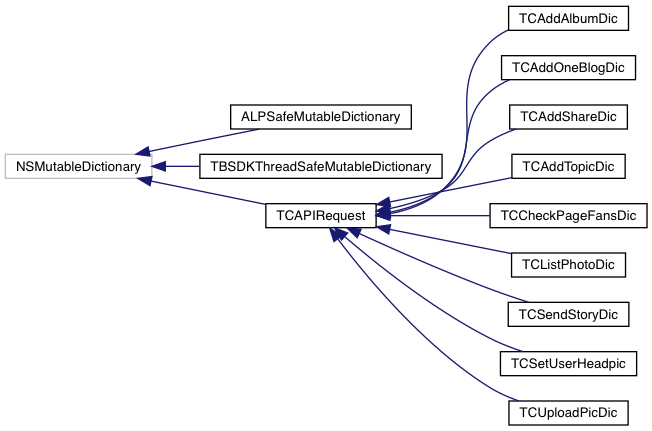 TCAddAlbumDic
TCAddOneBlogDic
ALPSafeMutableDictionary
TCAddShareDic
NSMutableDictionary
TBSDKThreadSafeMutableDictionary
TCAddTopicDic
TCAPIRequest
TCCheckPageFansDic
TCListPhotoDic
TCSendStoryDic
TCSetUserHeadpic
TCUploadPicDic